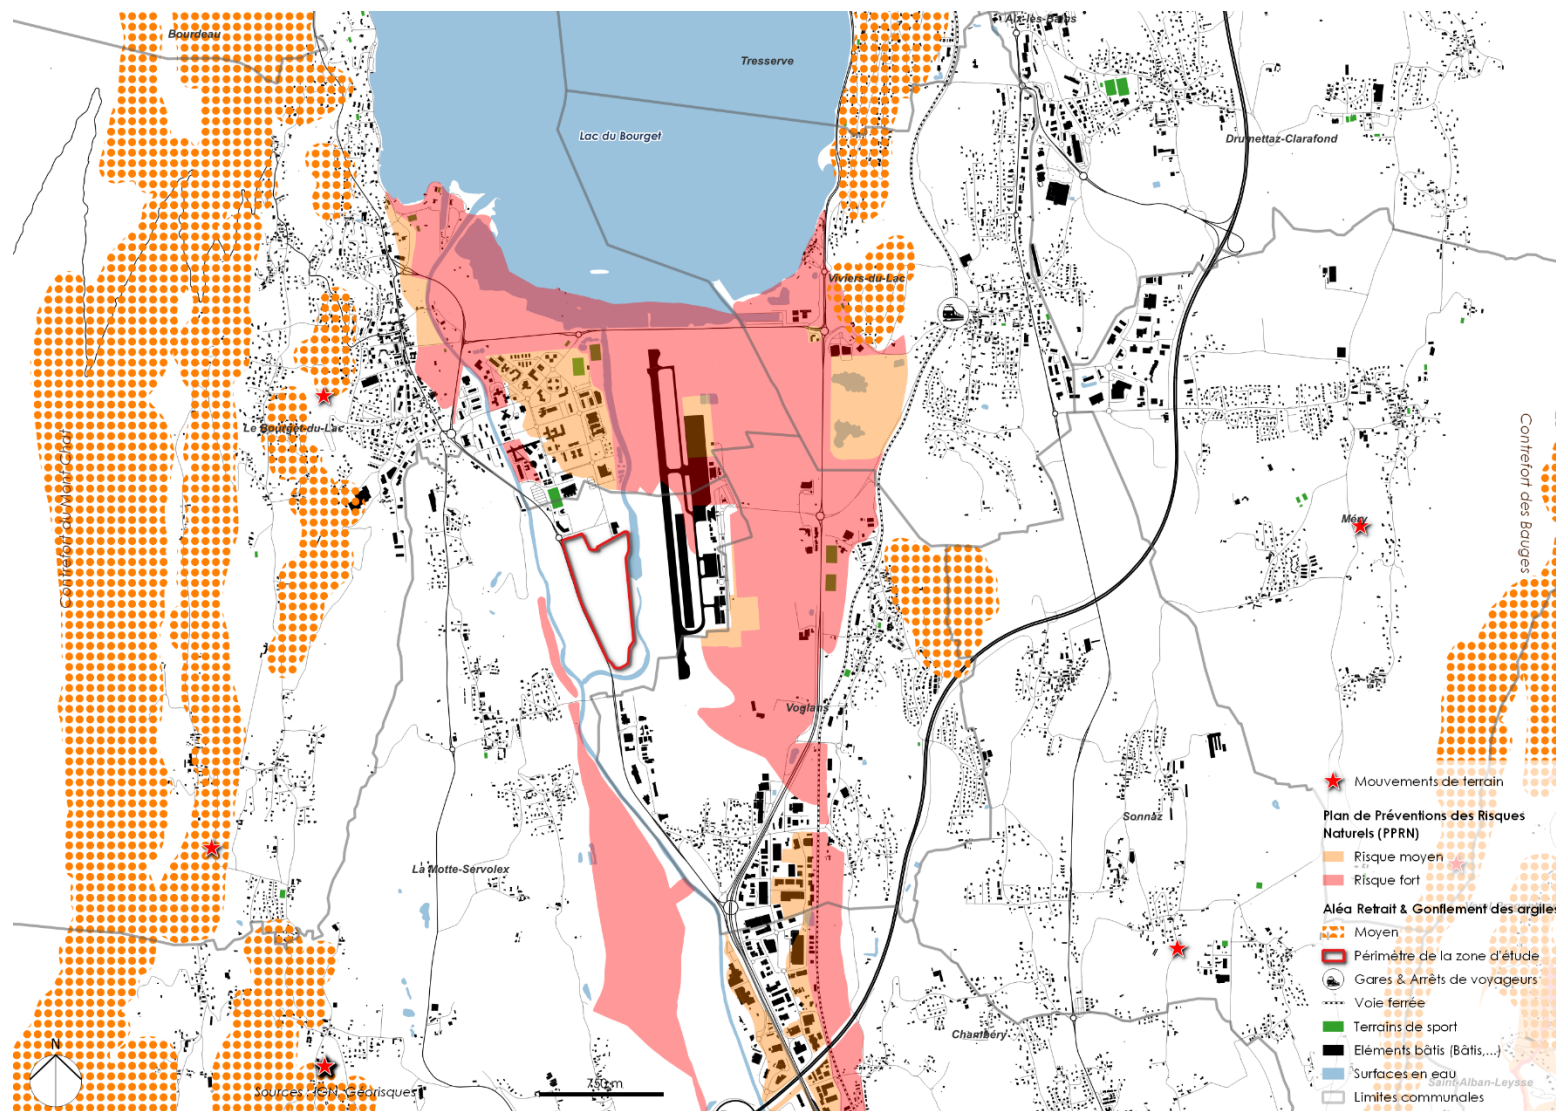 Bourdeau
Aix-les-Bains
Tresserve
Lac du Bourget
Drumettaz-Clarafond
Viviers-du-Lac
Le Bourget-du-Lac
Contrefort du Mont Chat
Contrefort des Bauges
Méry
Voglans
Sonnaz
La Motte-Servolex
Chambéry
Mouvements de terrain
Plan de Préventions des Risques
Naturels (PPRN)
Risque moyen
Risque fort
Aléa Retrait & Gonflement des argiles
Moyen
Périmètre de la zone d'étude
Gares & Arrêts de voyageurs
Voie ferrée
Terrains de sport
Eléments bâtis (Bâtis,...)
Surfaces en eau
Saint-Alban-Leysse
Limites communales
N
Sources : IGN, Géorisques
750 m